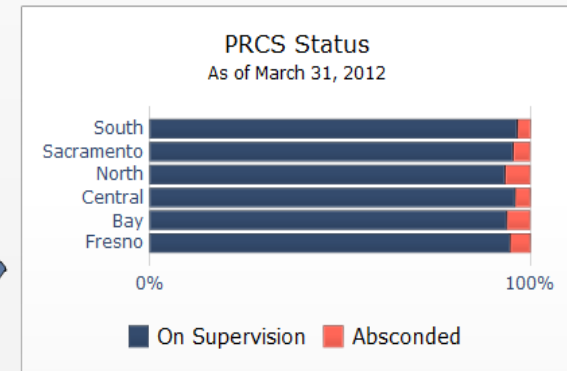 PRCS Status
As of March 31, 2012
South
Sacramento
North
Central
Bay
Fresno
0% 100%
On Supervision Absconded